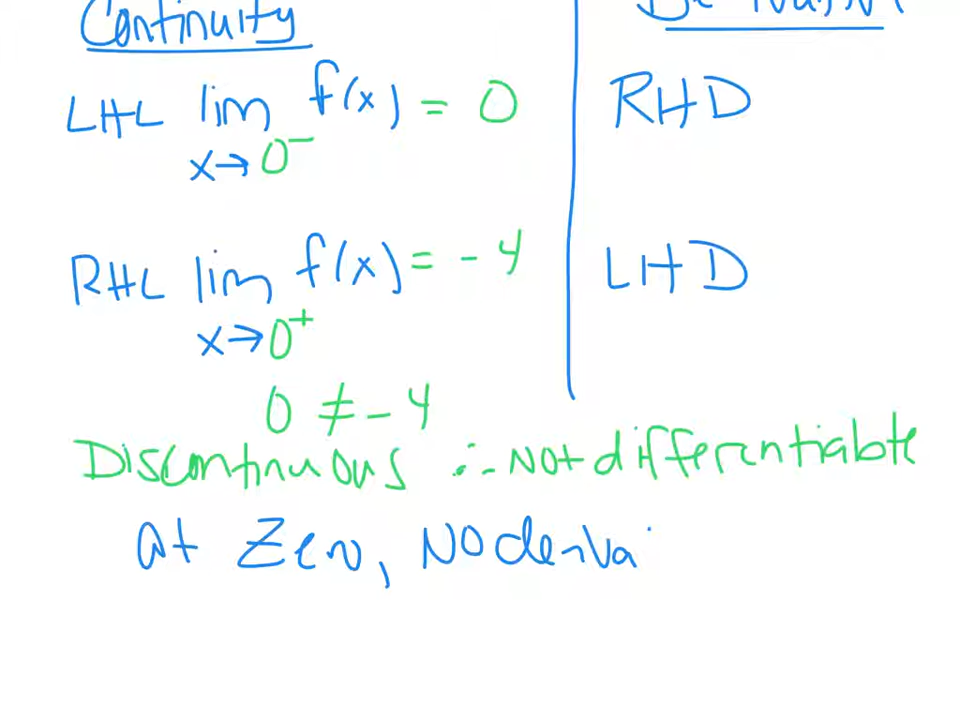 Continuity
LHL lim f(x) = 0
x→0⁻
RHL lim f(x) = -4
x→0⁺
0 ≠ -4
RHD
LHD
Discontinuous ∴ Not differentiable
at Zero, No